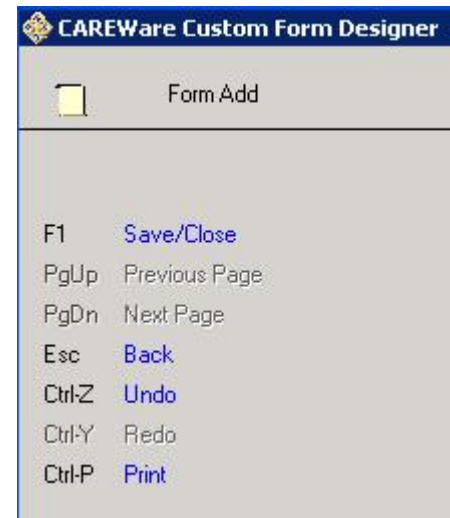 CAREWare Custom Form Designer
Form Add
F1 Save/Close
PgUp Previous Page
PgDn Next Page
Esc Back
Ctrl-Z Undo
Ctrl-Y Redo
Ctrl-P Print